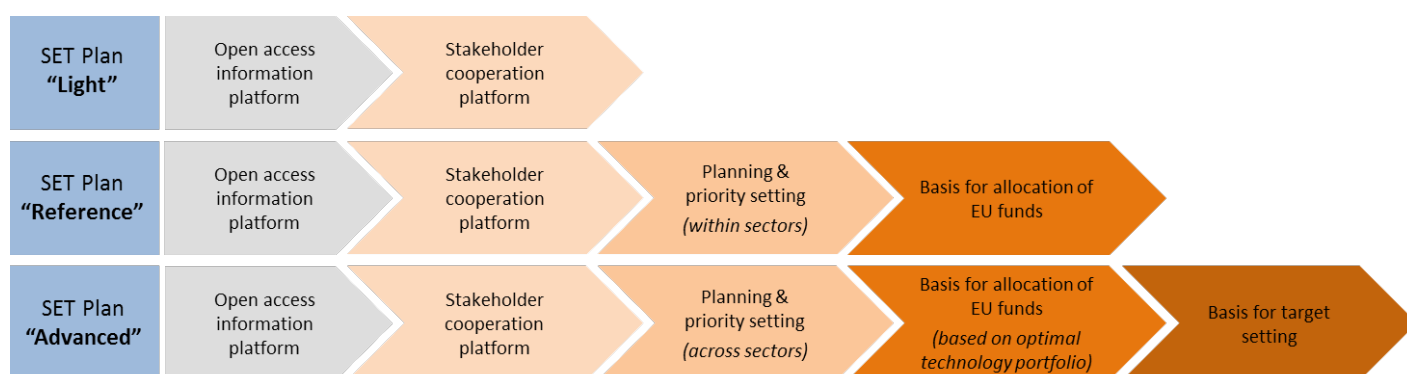 SET Plan
“Light”
Open access
information
platform
Stakeholder
cooperation
platform
SET Plan
“Reference”
Open access
information
platform
Stakeholder
cooperation
platform
Planning &
priority setting
(within sectors)
Basis for allocation of
EU funds
SET Plan
“Advanced”
Open access
information
platform
Stakeholder
cooperation
platform
Planning &
priority setting
(across sectors)
Basis for allocation of
EU funds
(based on optimal
technology portfolio)
Basis for target
setting